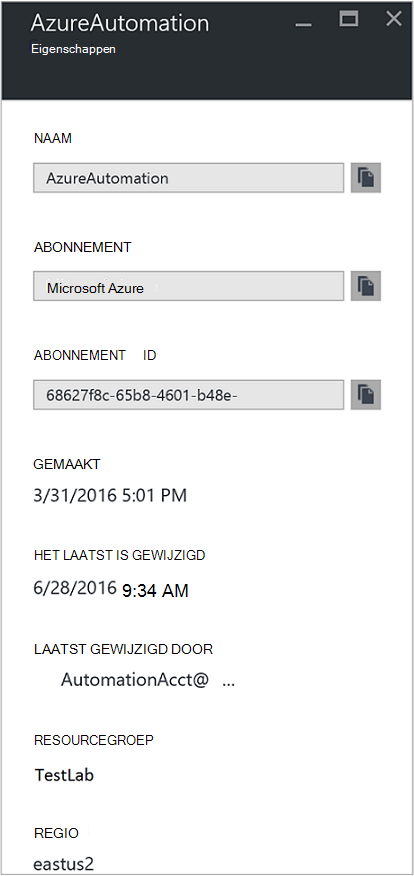 AzureAutomation
Eigenschappen
NAAM
AzureAutomation
ABONNEMENT
Microsoft Azure
ABONNEMENT ID
68627f8c-65b8-4601-b48e-
GEMAAKT
3/31/2016 5:01 PM
HET LAATST IS GEWIJZIGD
6/28/2016 9:34 AM
LAATST GEWIJZIGD DOOR
AutomationAcct@ ...
RESOURCEGROEP
TestLab
REGIO
eastus2